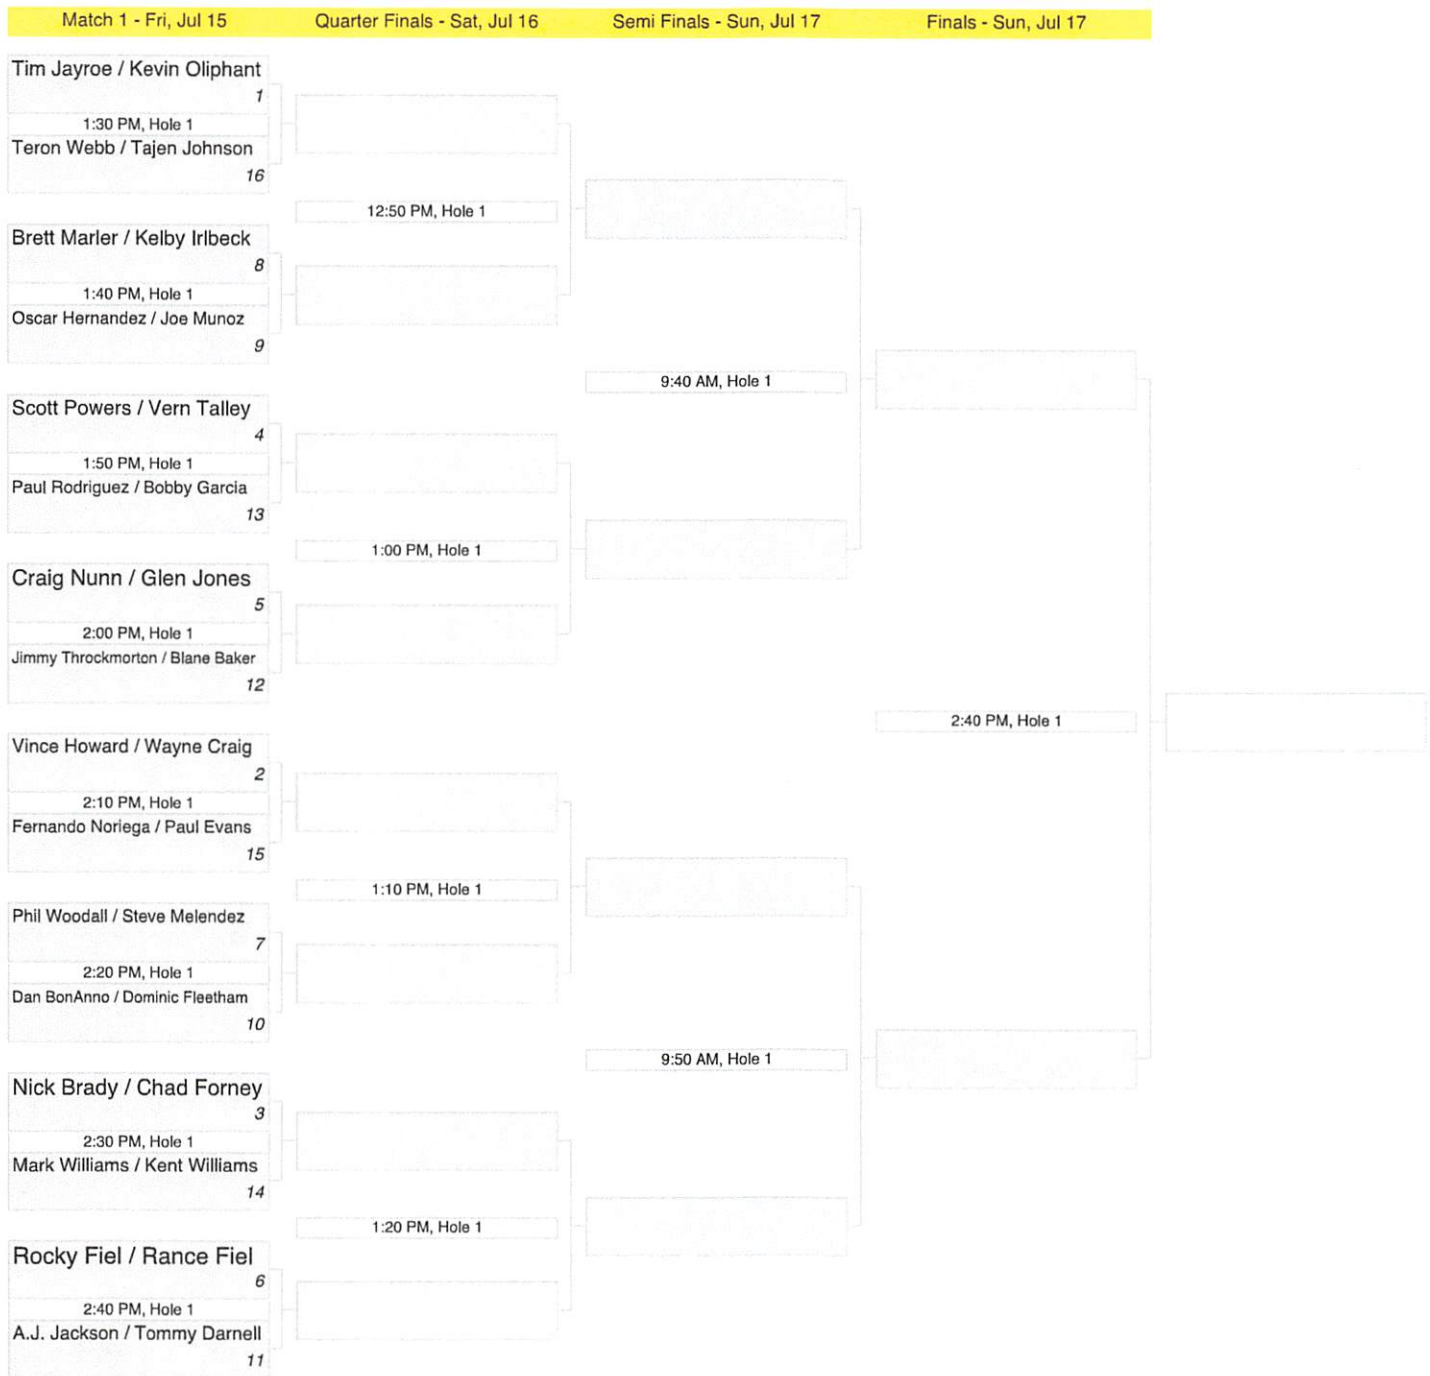 Match 1 - Fri, Jul 15
Quarter Finals - Sat, Jul 16
Semi Finals - Sun, Jul 17
Finals - Sun, Jul 17
Tim Jayroe / Kevin Oliphant
1
1:30 PM, Hole 1
Teron Webb / Tajen Johnson
16
12:50 PM, Hole 1
Brett Marler / Kelby Irlbeck
8
1:40 PM, Hole 1
Oscar Hernandez / Joe Munoz
9
9:40 AM, Hole 1
Scott Powers / Vern Talley
4
1:50 PM, Hole 1
Paul Rodriguez / Bobby Garcia
13
1:00 PM, Hole 1
Craig Nunn / Glen Jones
5
2:00 PM, Hole 1
Jimmy Throckmorton / Blane Baker
12
2:40 PM, Hole 1
Vince Howard / Wayne Craig
2
2:10 PM, Hole 1
Fernando Noriega / Paul Evans
15
1:10 PM, Hole 1
Phil Woodall / Steve Melendez
7
2:20 PM, Hole 1
Dan BonAnno / Dominic Fleetham
10
9:50 AM, Hole 1
Nick Brady / Chad Forney
3
2:30 PM, Hole 1
Mark Williams / Kent Williams
14
1:20 PM, Hole 1
Rocky Fiel / Rance Fiel
6
2:40 PM, Hole 1
A.J. Jackson / Tommy Darnell
11